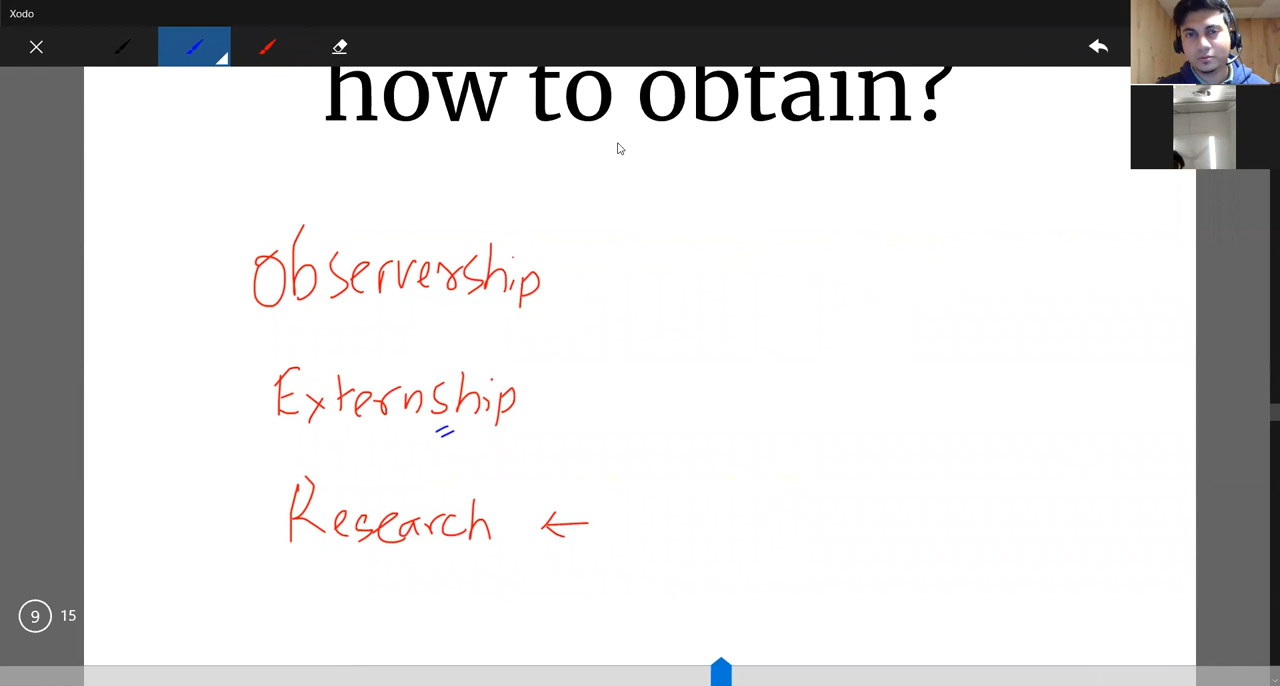 Xodo
how to obtain?
Observership
Externship
Research ←
9 15